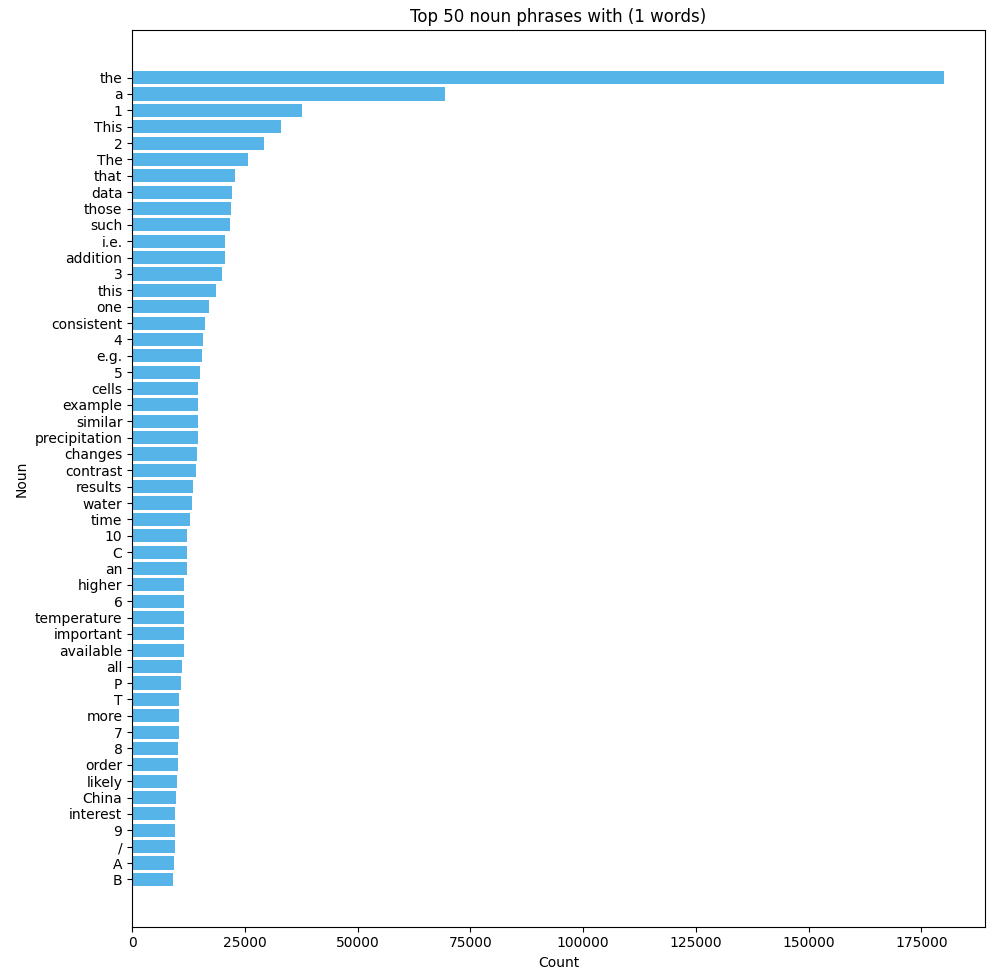 Top 50 noun phrases with (1 words)
the
a
1
This
2
The
that
data
those
such
i.e.
addition
3
this
one
consistent
4
e.g.
5
cells
example
similar
precipitation
changes
contrast
results
water
time
10
C
an
higher
6
temperature
important
available
all
P
T
more
7
8
order
likely
China
interest
9
/
A
B
Noun
0 25000 50000 75000 100000 125000 150000 175000
Count